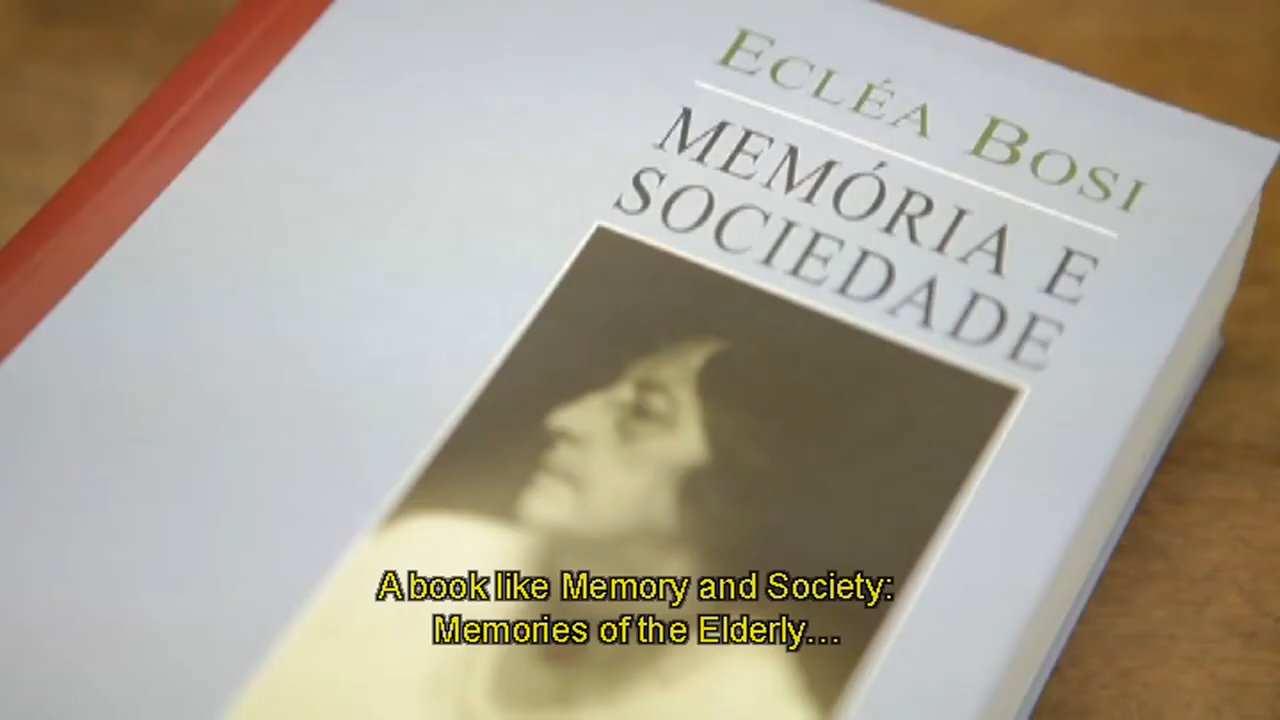 ECLÉA BOSI
MEMÓRIA E
SOCIEDADE
A book like Memory and Society:
Memories of the Elderly...